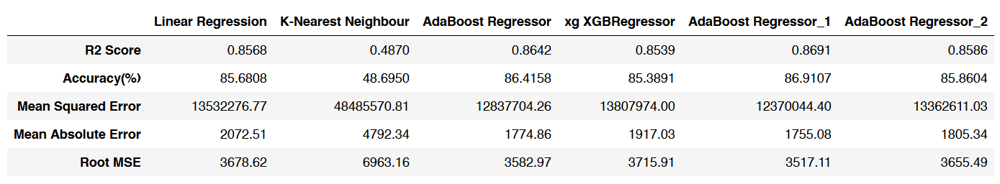 Linear Regression K-Nearest Neighbour AdaBoost Regressor xg XGBRegressor AdaBoost Regressor_1 AdaBoost Regressor_2
R2 Score 0.8568 0.4870 0.8642 0.8539 0.8691 0.8586
Accuracy(%) 85.6808 48.6950 86.4158 85.3891 86.9107 85.8604
Mean Squared Error 13532276.77 48485570.81 12837704.26 13807974.00 12370044.40 13362611.03
Mean Absolute Error 2072.51 4792.34 1774.86 1917.03 1755.08 1805.34
Root MSE 3678.62 6963.16 3582.97 3715.91 3517.11 3655.49